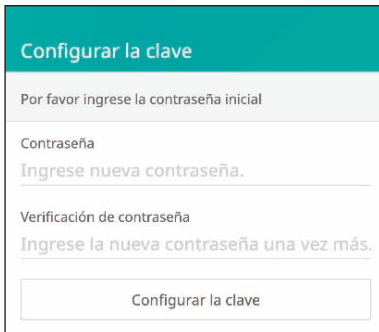 Configurar la clave
Por favor ingrese la contraseña inicial
Contraseña
Ingrese nueva contraseña.
Verificación de contraseña
Ingrese la nueva contraseña una vez más.
Configurar la clave